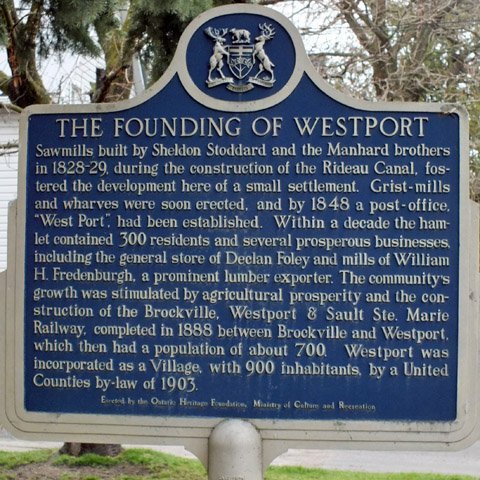 THE FOUNDING OF WESTPORT
Sawmills built by Sheldon Stoddard and the Manhard brothers
in 1828-29, during the construction of the Rideau Canal, fos-
tered the development here of a small settlement. Grist-mills
and wharves were soon erected, and by 1848 a post-office,
"West Port", had been established. Within a decade the ham-
let contained 300 residents and several prosperous businesses,
including the general store of Declan Foley and mills of William
H. Fredenburgh, a prominent lumber exporter. The community's
growth was stimulated by agricultural prosperity and the con-
struction of the Brockville, Westport & Sault Ste. Marie
Railway, completed in 1888 between Brockville and Westport,
which then had a population of about 700. Westport was
incorporated as a Village, with 900 inhabitants, by a United
Counties by-law of 1903.
Erected by the Ontario Heritage Foundation, Ministry of Culture and Recreation